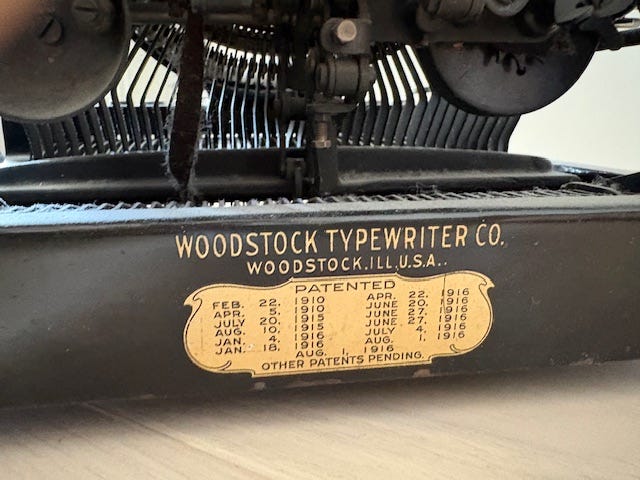 WOODSTOCK TYPEWRITER CO.
WOODSTOCK, ILL. U.S.A.
PATENTED
FEB. 22. 1910 APR. 22. 1916
APR. 5. 1910 JUNE 20. 1916
JULY 20. 1915 JUNE 27. 1916
AUG. 10. 1915 JUNE 27. 1916
JAN. 4. 1916 JULY 4. 1916
JAN. 18. 1916 AUG. 1. 1916
AUG. 1. 1916
OTHER PATENTS PENDING.